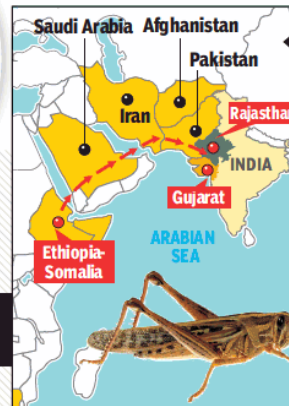 Saudi Arabia
Afghanistan
Pakistan
Iran
Rajasthan
INDIA
Gujarat
ARABIAN
SEA
Ethiopia-
Somalia